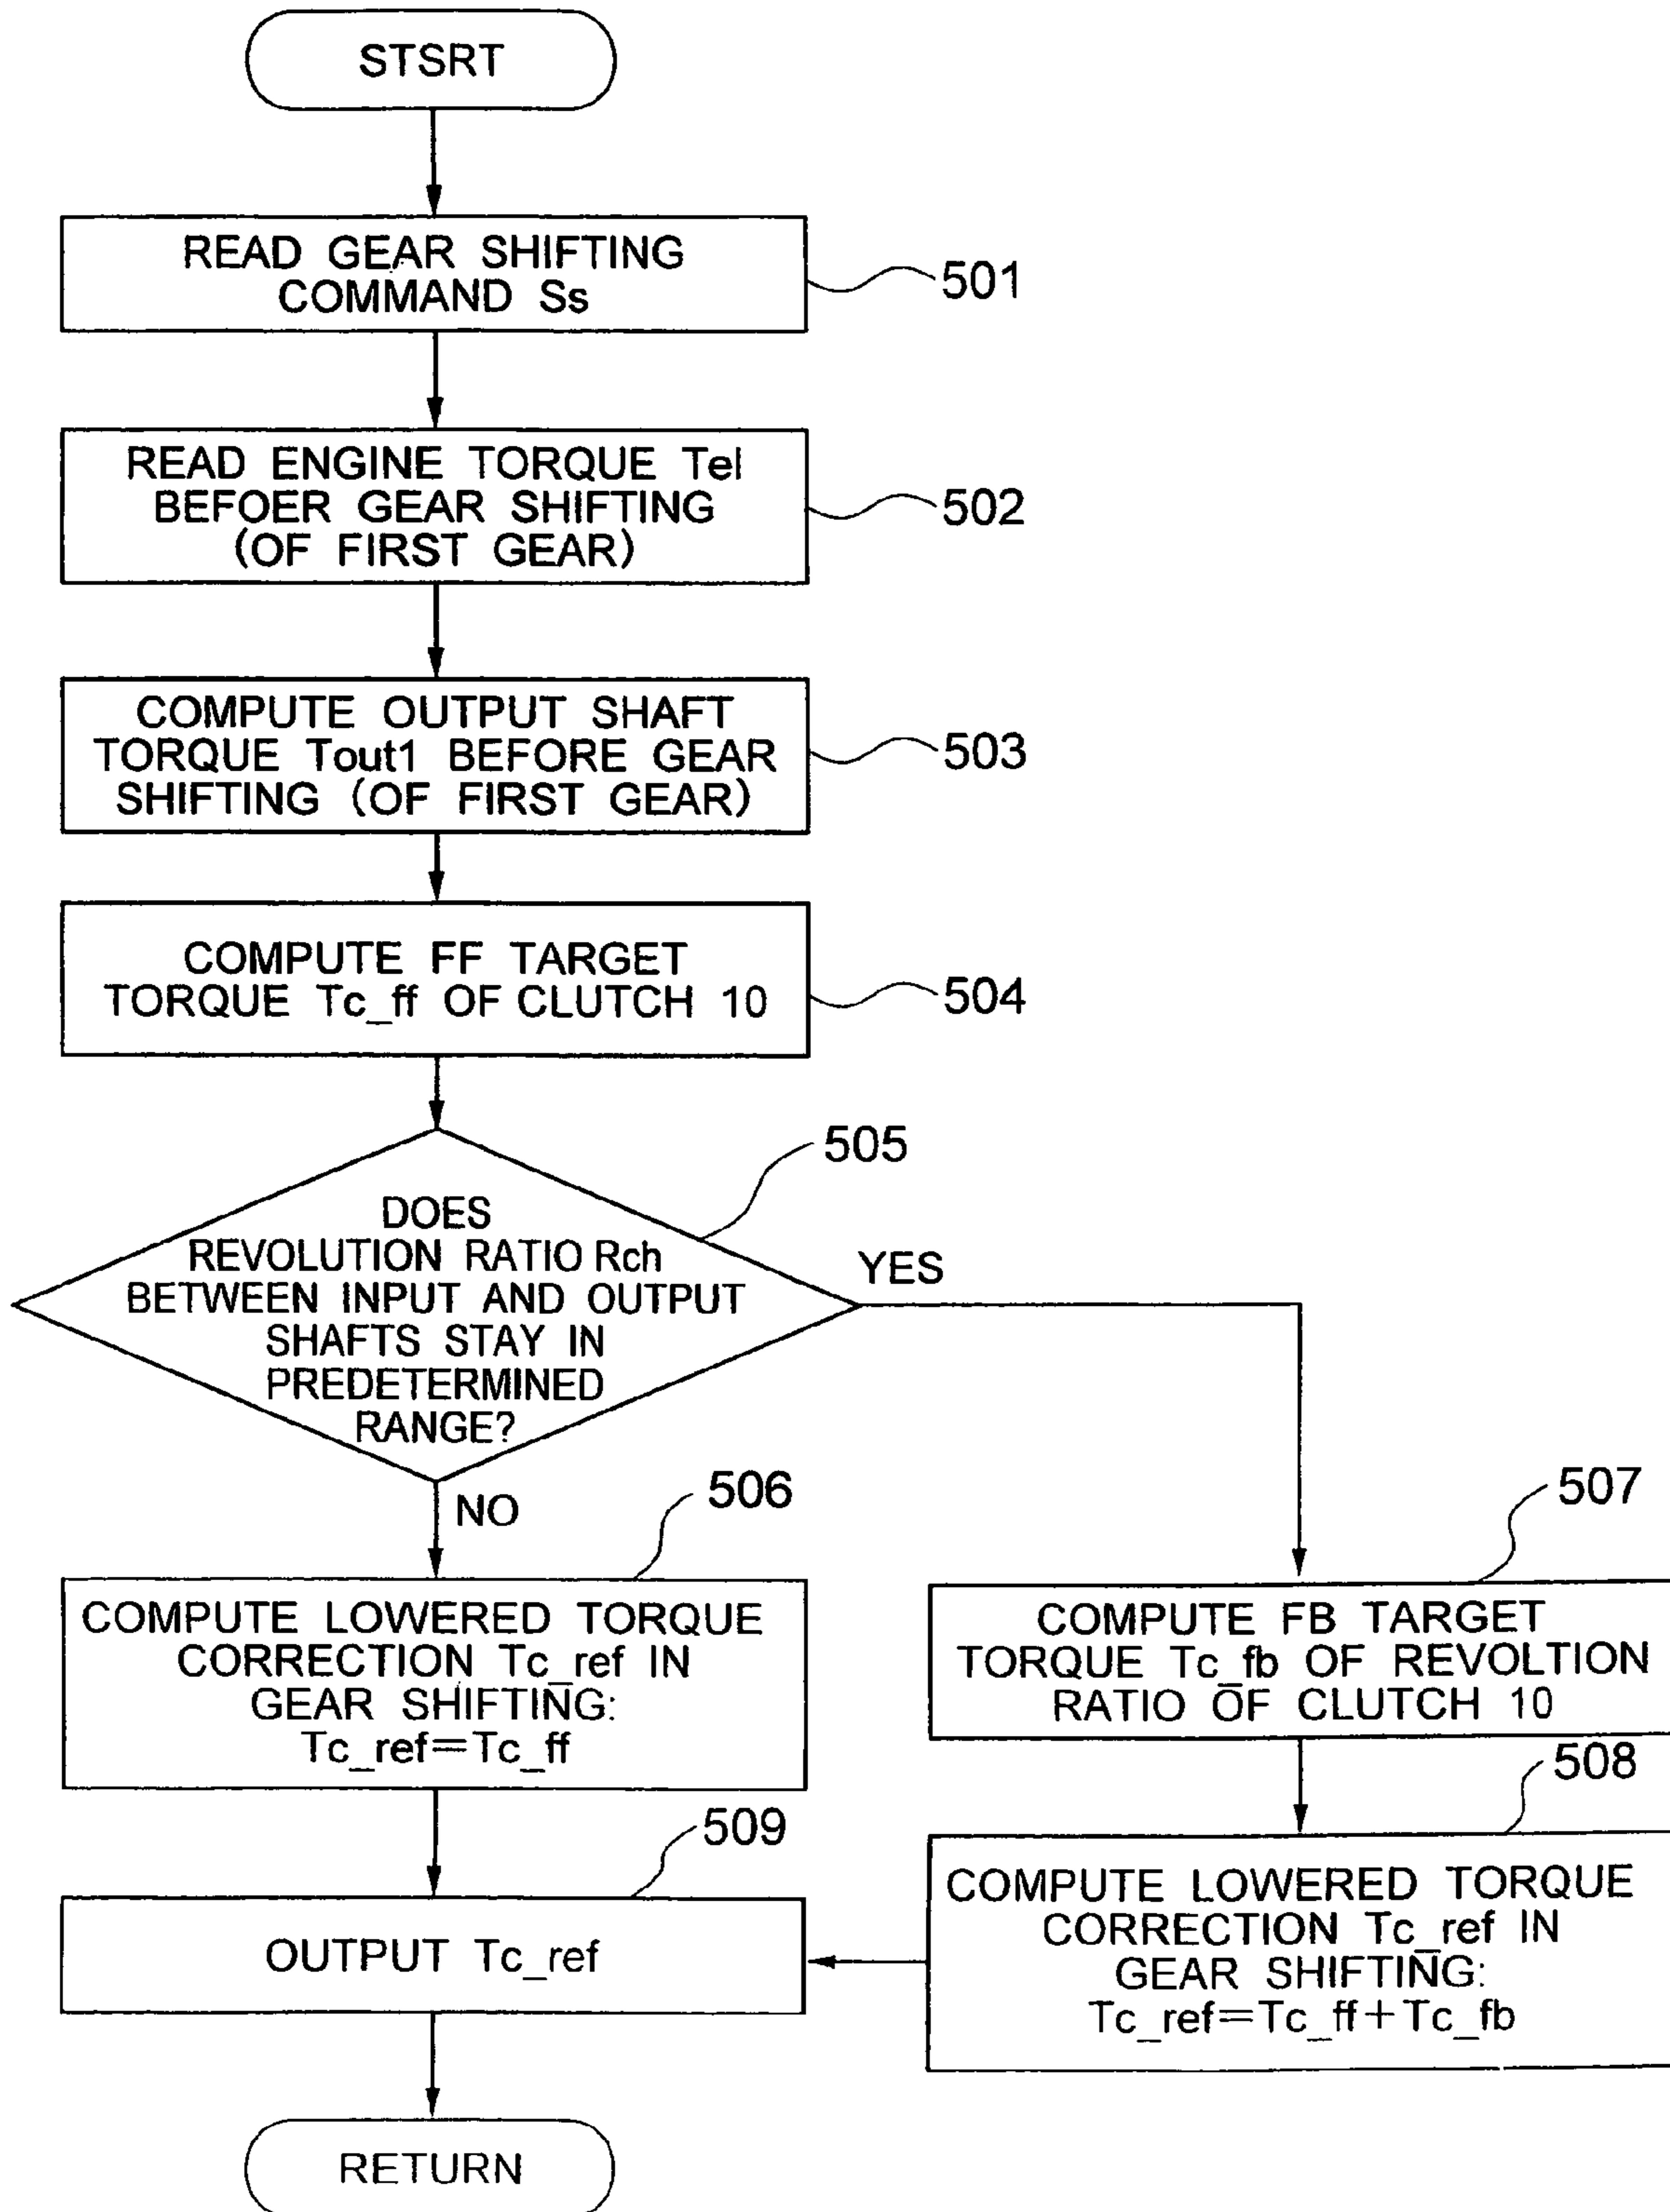 STSRT
READ GEAR SHIFTING
COMMAND Ss
501
READ ENGINE TORQUE Tel
BEFOER GEAR SHIFTING
(OF FIRST GEAR)
502
COMPUTE OUTPUT SHAFT
TORQUE Tout1 BEFORE GEAR
SHIFTING (OF FIRST GEAR)
503
COMPUTE FF TARGET
TORQUE Tc_ff OF CLUTCH 10
504
505
DOES
REVOLUTION RATIO Rch
BETWEEN INPUT AND OUTPUT
SHAFTS STAY IN
PREDETERMINED
RANGE?
YES
NO
506
COMPUTE LOWERED TORQUE
CORRECTION Tc_ref IN
GEAR SHIFTING:
Tc_ref=Tc_ff
507
COMPUTE FB TARGET
TORQUE Tc_fb OF REVOLTION
RATIO OF CLUTCH 10
508
COMPUTE LOWERED TORQUE
CORRECTION Tc_ref IN
GEAR SHIFTING:
Tc_ref=Tc_ff+Tc_fb
509
OUTPUT Tc_ref
RETURN